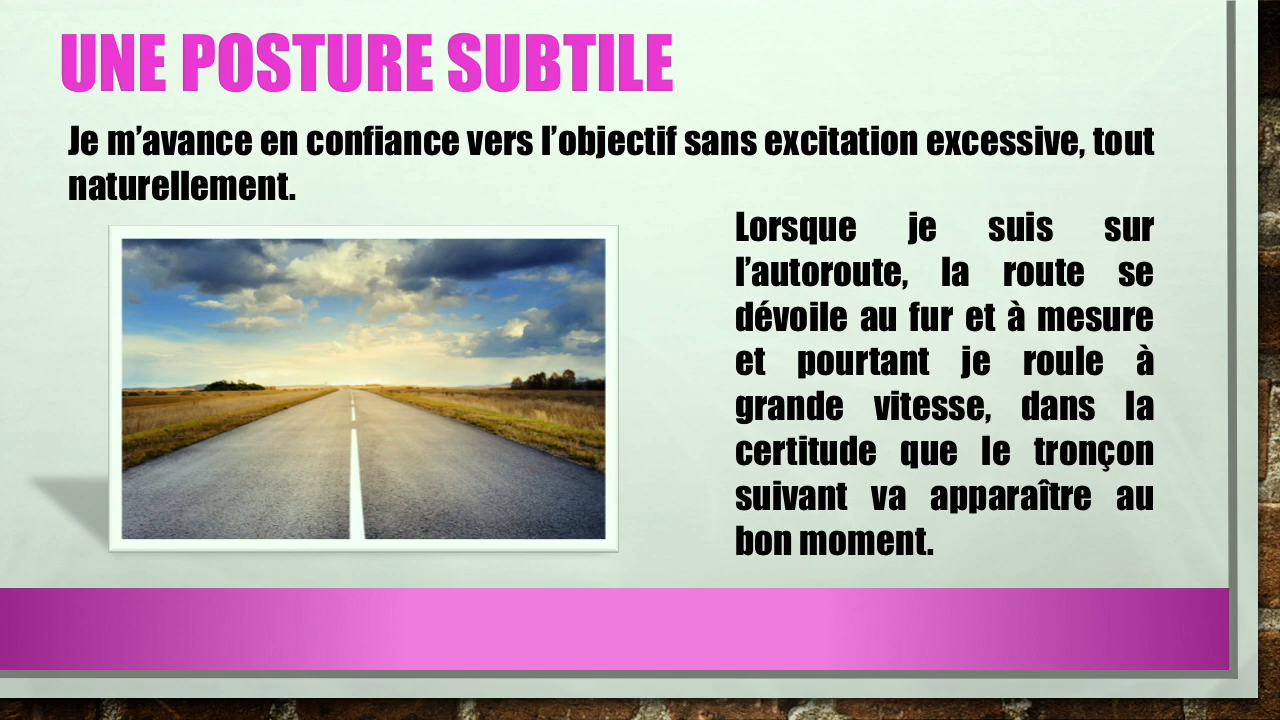 UNE POSTURE SUBTILE
Je m’avance en confiance vers l’objectif sans excitation excessive, tout
naturellement.
Lorsque je suis sur
l’autoroute, la route se
dévoile au fur et à mesure
et pourtant je roule à
grande vitesse, dans la
certitude que le tronçon
suivant va apparaître au
bon moment.